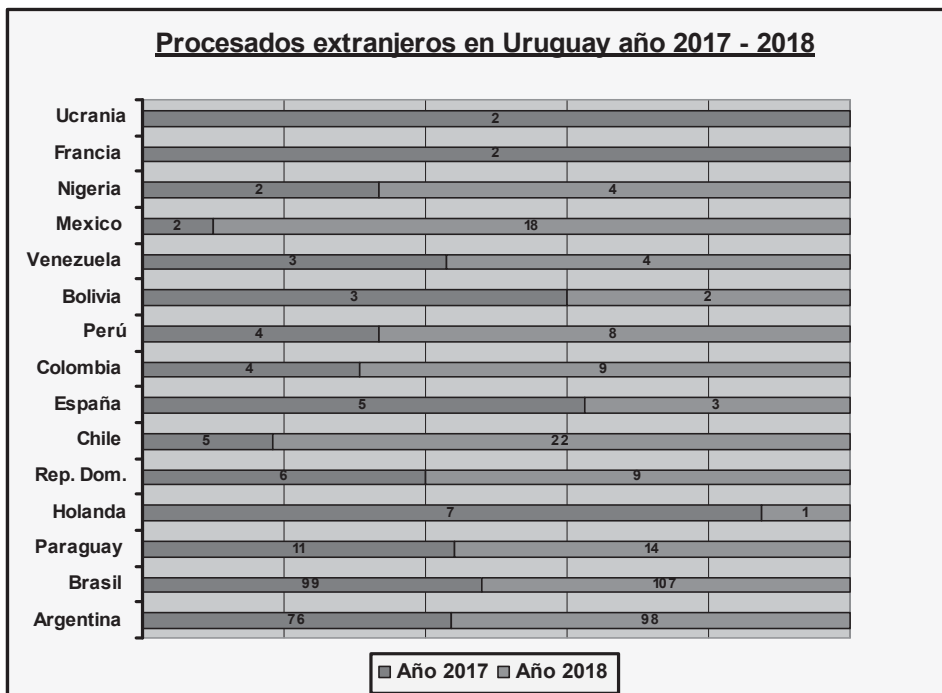 Procesados extranjeros en Uruguay año 2017 - 2018
Ucrania 2
Francia 2
Nigeria 2 4
Mexico 2 18
Venezuela 3 4
Bolivia 3 2
Perú 4 8
Colombia 4 9
España 5 3
Chile 5 22
Rep. Dom. 6 9
Holanda 7 1
Paraguay 11 14
Brasil 99 107
Argentina 76 98
Año 2017 Año 2018